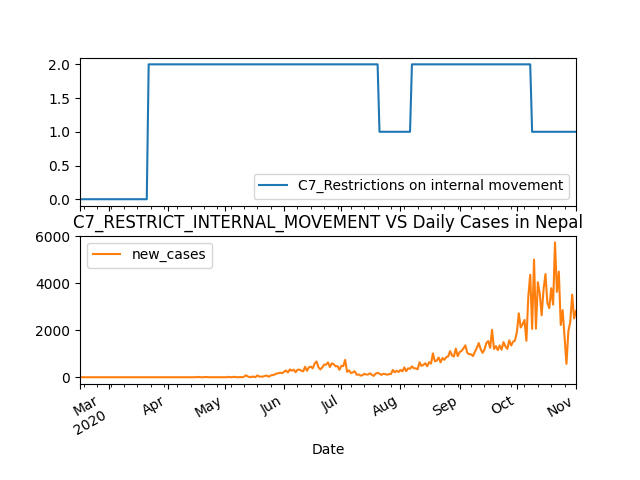 2.0
1.5
1.0
0.5
0.0
C7_Restrictions on internal movement
C7_RESTRICT_INTERNAL_MOVEMENT VS Daily Cases in Nepal
6000
4000
2000
0
new_cases
Mar
2020
Apr
May
Jun
Jul
Aug
Sep
Oct
Nov
Date